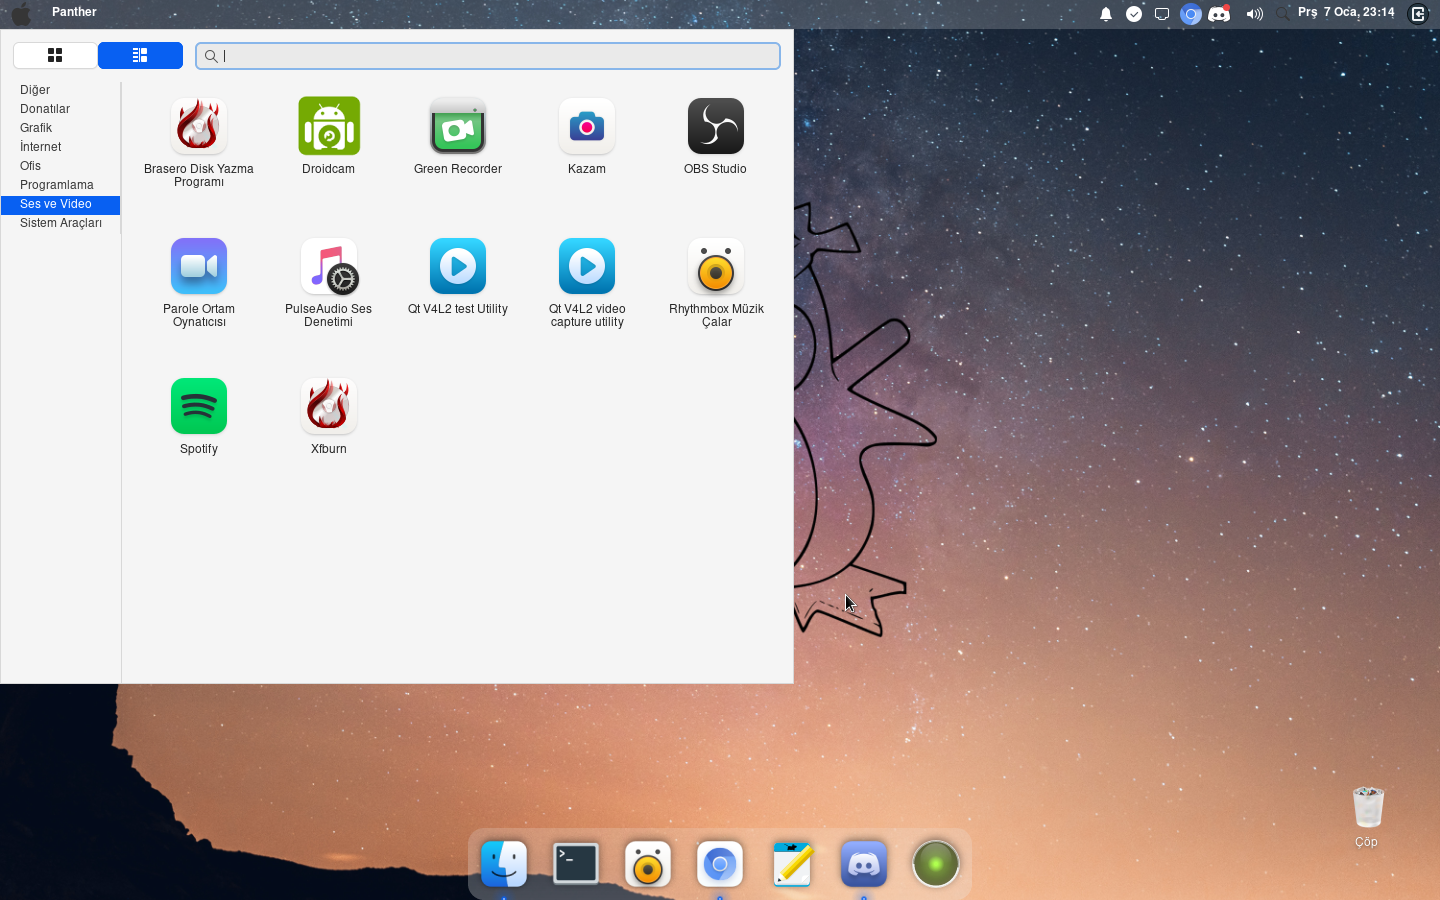 Panther
Prş 7 Oca, 23:14
Diğer
Donatılar
Grafik
İnternet
Ofis
Programlama
Ses ve Video
Sistem Araçları
Brasero Disk Yazma
Programı
Droidcam
Green Recorder
Kazam
OBS Studio
Parole Ortam
Oynatıcısı
PulseAudio Ses
Denetimi
Qt V4L2 test Utility
Qt V4L2 video
capture utility
Rhythmbox Müzik
Çalar
Spotify
Xfburn
>_
Çöp